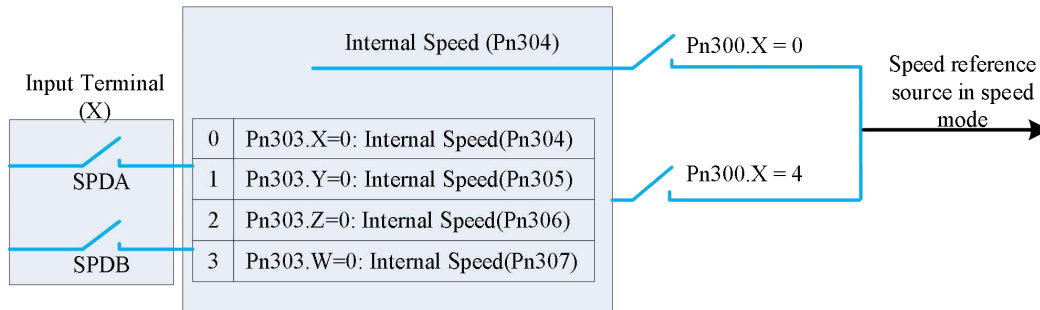 Internal Speed (Pn304)
Pn300.X = 0
Input Terminal
(X)
Speed reference
source in speed
mode
0 Pn303.X=0: Internal Speed(Pn304)
SPDA
1 Pn303.Y=0: Internal Speed(Pn305)
Pn300.X = 4
2 Pn303.Z=0: Internal Speed(Pn306)
SPDB
3 Pn303.W=0: Internal Speed(Pn307)